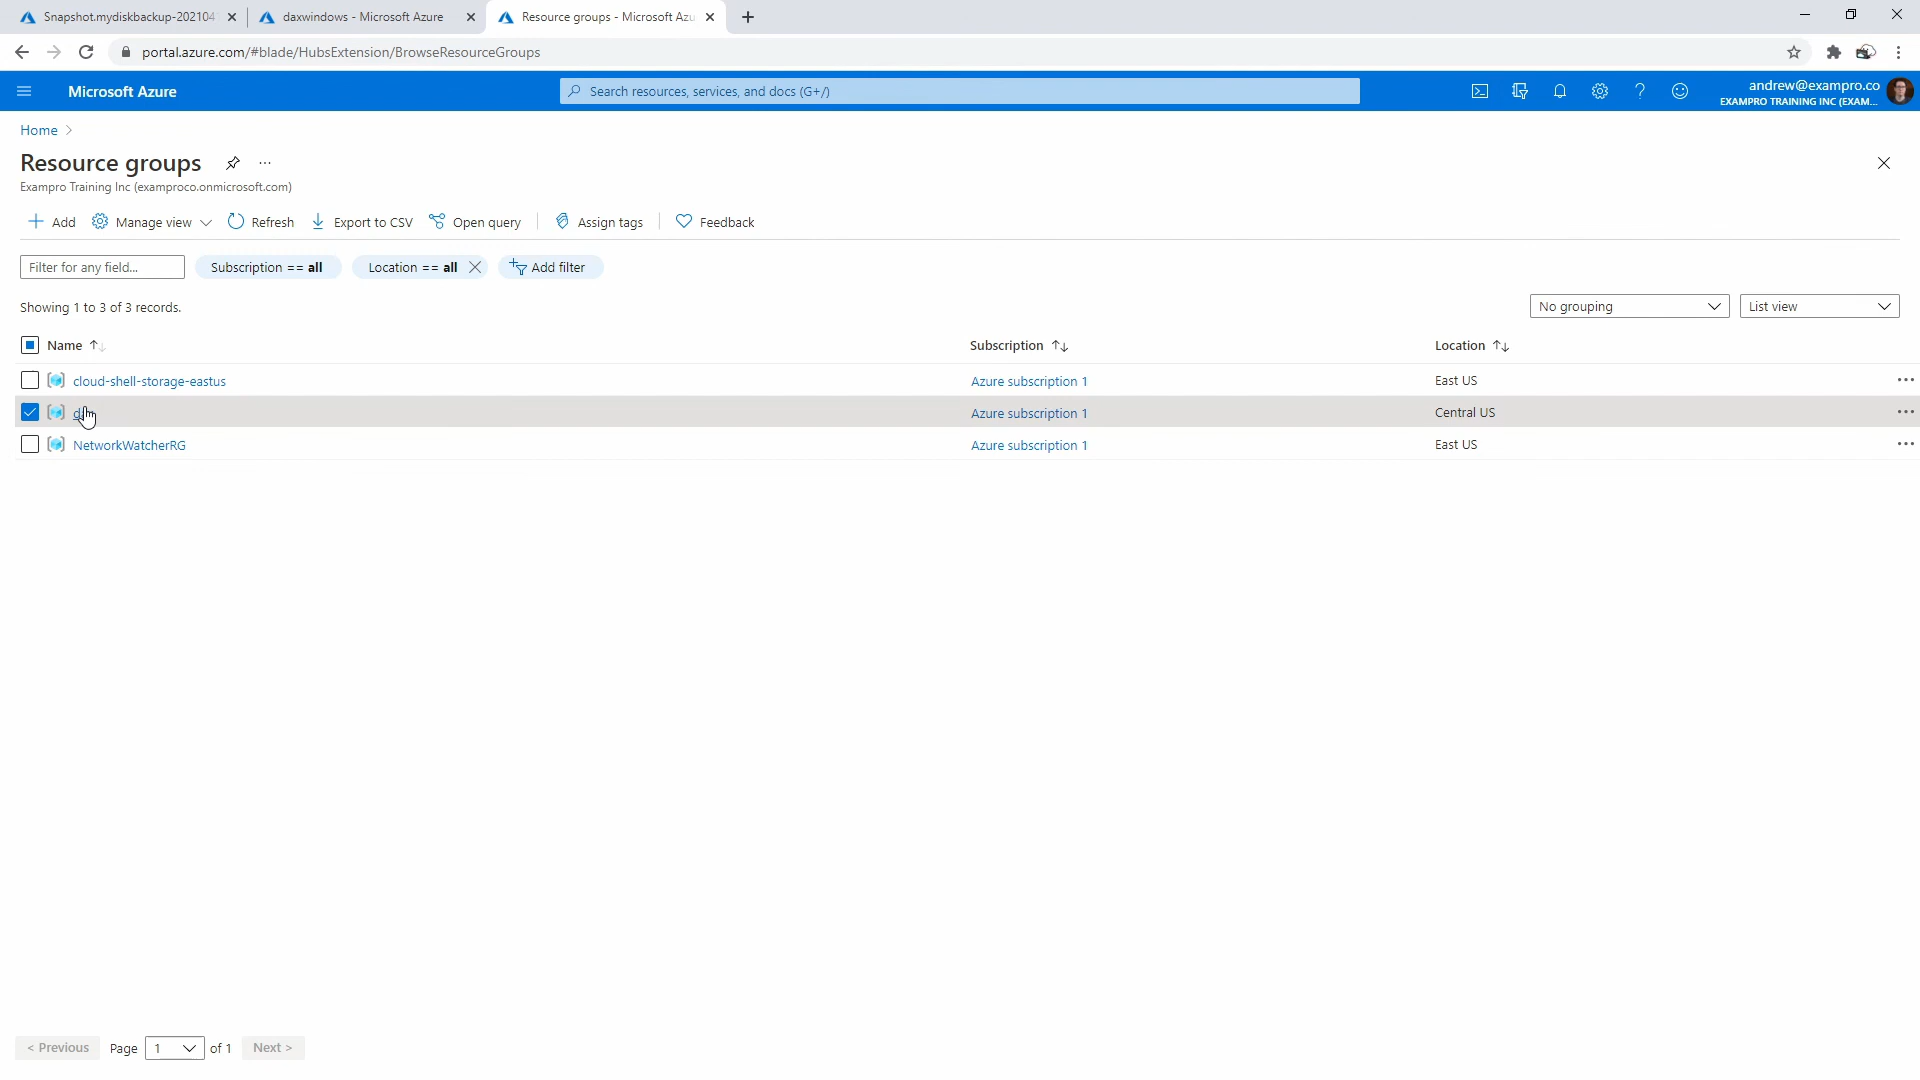 Snapshot.mydiskbackup-20210
daxwindows - Microsoft Azure
Resource groups - Microsoft Azu
portal.azure.com/#blade/HubsExtension/BrowseResourceGroups
Microsoft Azure
Search resources, services, and docs (G+/)
andrew@exampro.co
EXAMPRO TRAINING INC (EXAM...
Home
Resource groups
Exampro Training Inc (examproco.onmicrosoft.com)
Add
Manage view
Refresh
Export to CSV
Open query
Assign tags
Feedback
Filter for any field...
Subscription == all
Location == all
Add filter
Showing 1 to 3 of 3 records.
No grouping
List view
Name
Subscription
Location
cloud-shell-storage-eastus
Azure subscription 1
East US
Azure subscription 1
Central US
NetworkWatcherRG
Azure subscription 1
East US
< Previous
Page
1
of 1
Next >